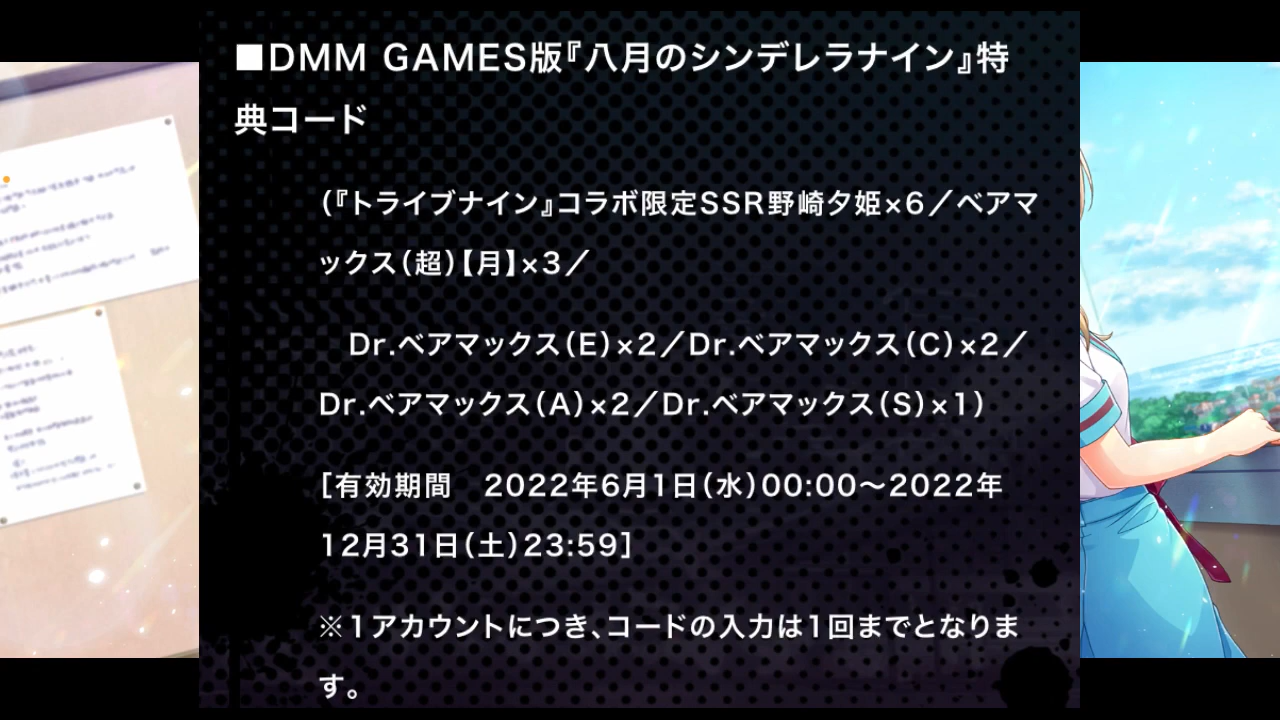 ■DMM GAMES版『八月のシンデレラナイン』特
典コード
(『トライブナイン』コラボ限定SSR野崎夕姫×6／ベアマ
ックス(超)【月】×3／
Dr.ベアマックス(E)×2／Dr.ベアマックス(C)×2／
Dr.ベアマックス(A)×2／Dr.ベアマックス(S)×1)
[有効期間　2022年6月1日(水)00:00～2022年
12月31日(土)23:59]
※1アカウントにつき、コードの入力は1回までとなりま
す。